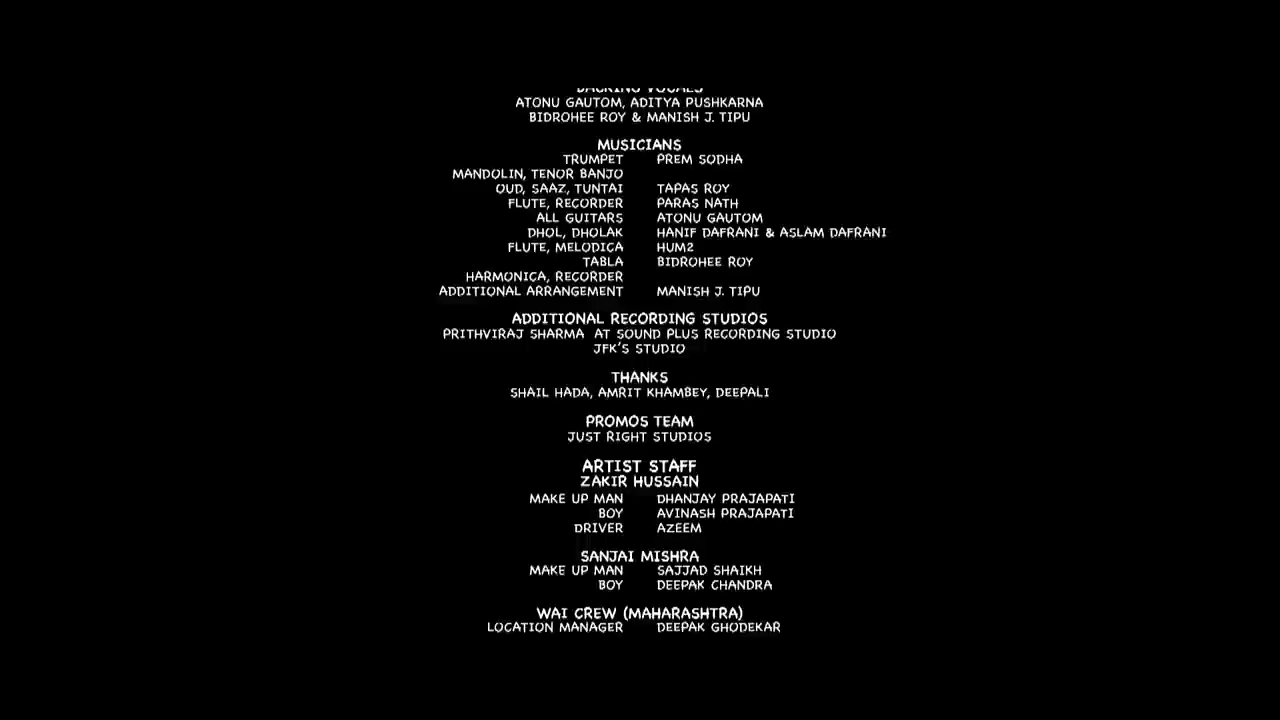 BACKING VOCALS
ATONU GAUTOM, ADITYA PUSHKARNA
BIDROHEE ROY & MANISH J. TIPU
MUSICIANS
TRUMPET PREM SODHA
MANDOLIN, TENOR BANJO
OUD, SAAZ, TUNTAI TAPAS ROY
FLUTE, RECORDER PARAS NATH
ALL GUITARS ATONU GAUTOM
DHOL, DHOLAK HANIF DAFRANI & ASLAM DAFRANI
FLUTE, MELODICA HUM2
TABLA BIDROHEE ROY
HARMONICA, RECORDER
ADDITIONAL ARRANGEMENT MANISH J. TIPU
ADDITIONAL RECORDING STUDIOS
PRITHVIRAJ SHARMA AT SOUND PLUS RECORDING STUDIO
JFK'S STUDIO
THANKS
SHAIL HADA, AMRIT KHAMBEY, DEEPALI
PROMOS TEAM
JUST RIGHT STUDIOS
ARTIST STAFF
ZAKIR HUSSAIN
MAKE UP MAN DHANJAY PRAJAPATI
BOY AVINASH PRAJAPATI
DRIVER AZEEM
SANJAI MISHRA
MAKE UP MAN SAJJAD SHAIKH
BOY DEEPAK CHANDRA
WAI CREW (MAHARASHTRA)
LOCATION MANAGER DEEPAK GHODEKAR